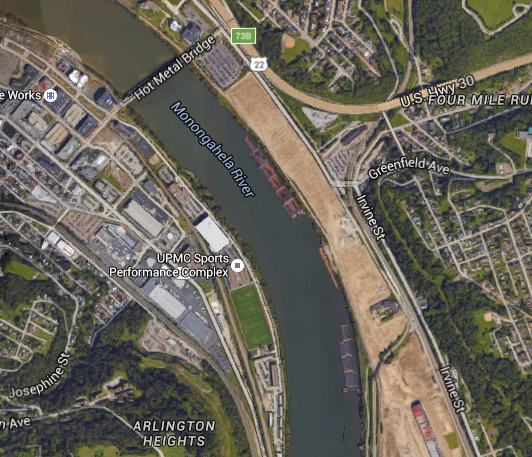 73B
22
Hot Metal Bridge
U.S. Hwy 30
e Works
FOUR MILE RU
Monongahela River
Greenfield Ave
Irvine St
UPMC Sports
Performance Complex
Josephine St
Irvine St
n Ave
ARLINGTON
HEIGHTS